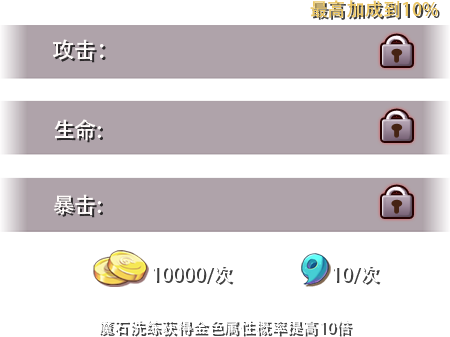 最高加成到10%
攻击:
生命:
暴击:
10000/次
10/次
魔石洗练获得金色属性概率提高10倍